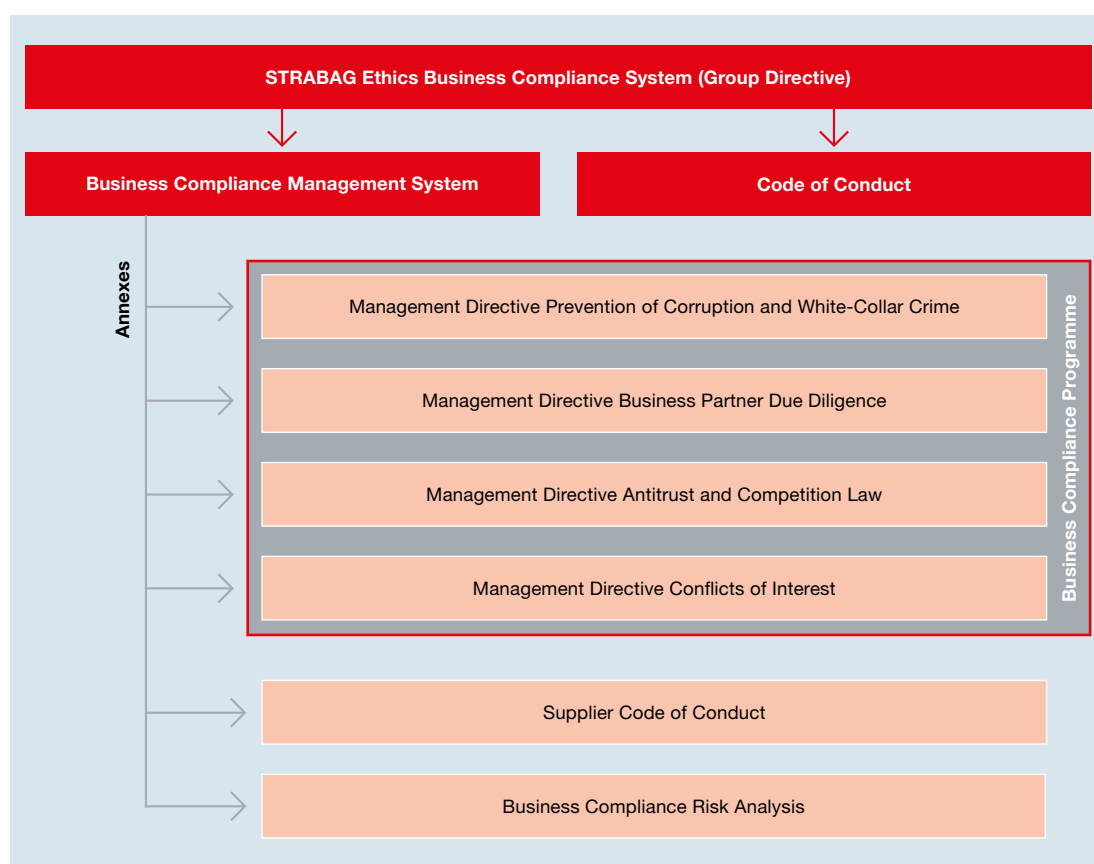 STRABAG Ethics Business Compliance System (Group Directive)
Business Compliance Management System
Code of Conduct
Annexes
Management Directive Prevention of Corruption and White-Collar Crime
Management Directive Business Partner Due Diligence
Management Directive Antitrust and Competition Law
Management Directive Conflicts of Interest
Business Compliance Programme
Supplier Code of Conduct
Business Compliance Risk Analysis